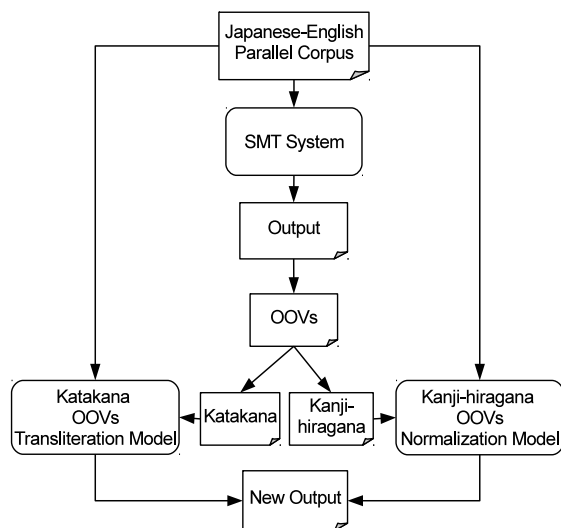 Japanese-English
Parallel Corpus
SMT System
Output
OOVs
Katakana
OOVs
Transliteration Model
Katakana
Kanji-
hiragana
Kanji-hiragana
OOVs
Normalization Model
New Output